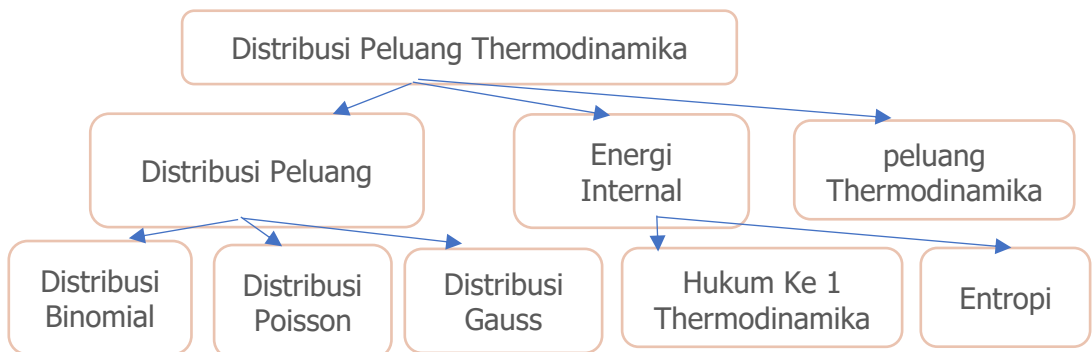 Distribusi Peluang Thermodinamika
Distribusi Peluang
Energi
Internal
peluang
Thermodinamika
Distribusi
Binomial
Distribusi
Poisson
Distribusi
Gauss
Hukum Ke 1
Thermodinamika
Entropi